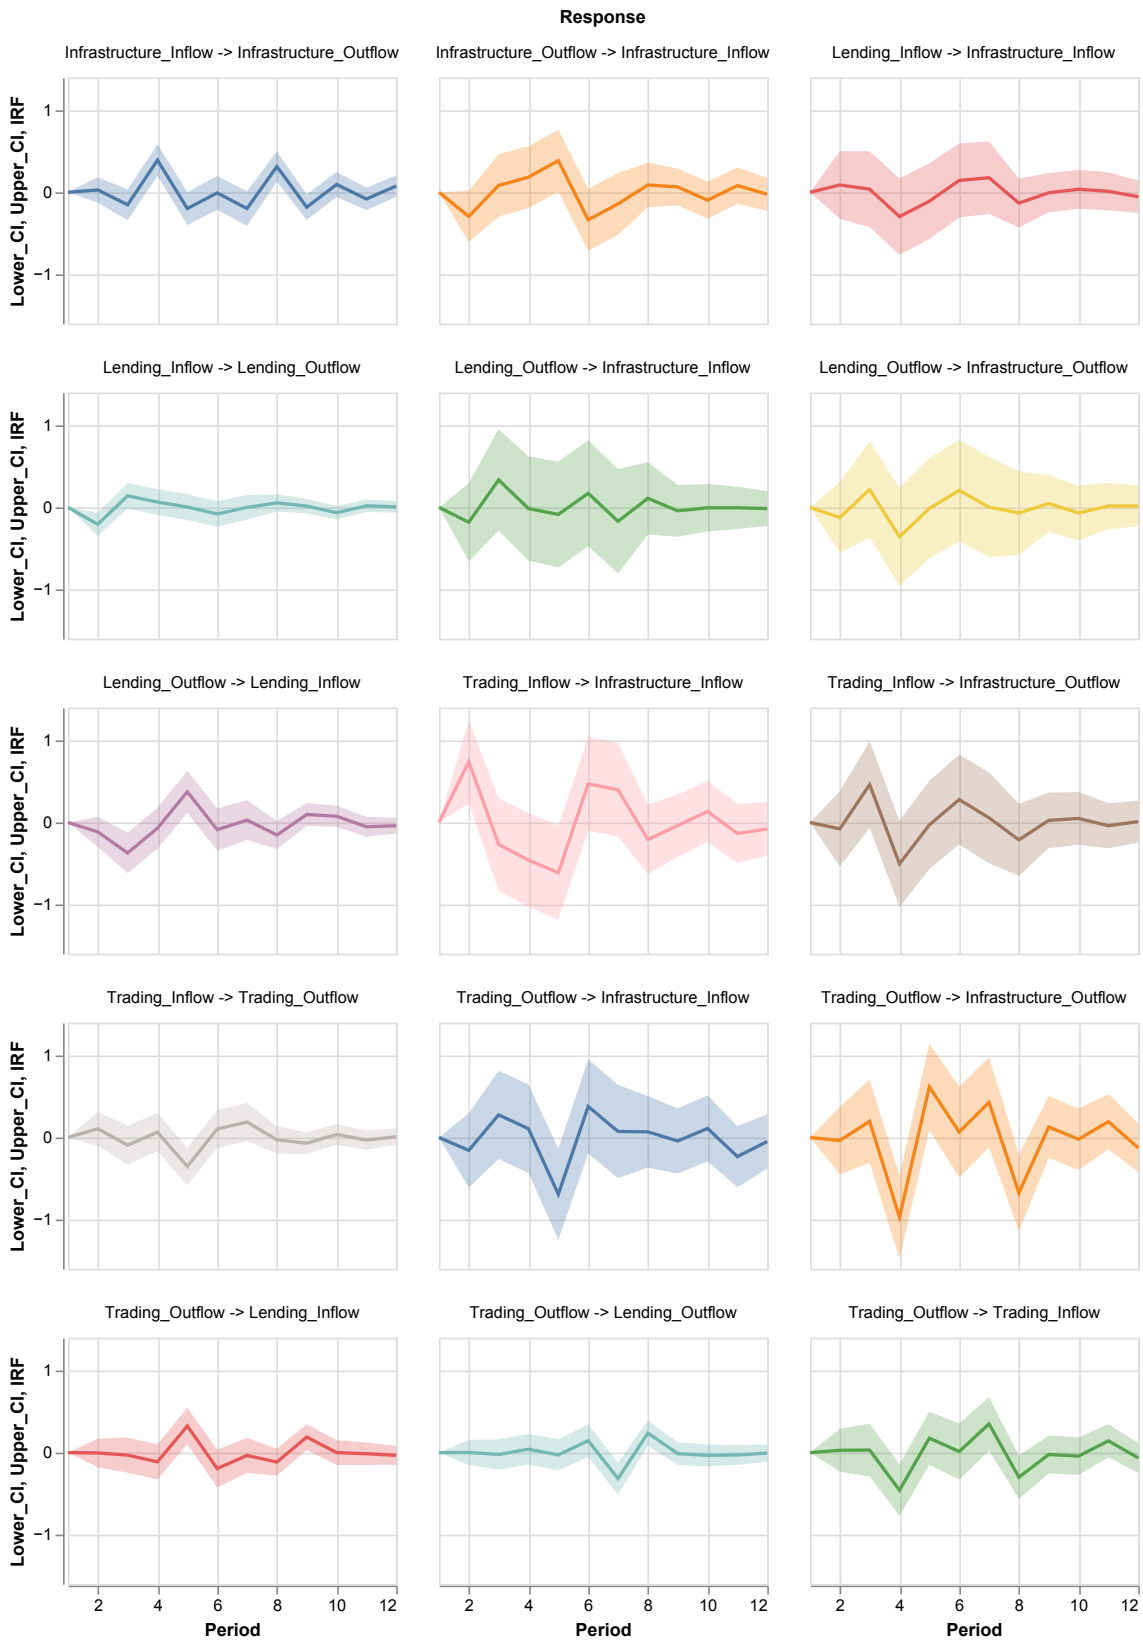 Response
Infrastructure_Inflow -> Infrastructure_Outflow
Infrastructure_Outflow -> Infrastructure_Inflow
Lending_Inflow -> Infrastructure_Inflow
Lower_CI, Upper_CI, IRF
1
0
−1
Lending_Inflow -> Lending_Outflow
Lending_Outflow -> Infrastructure_Inflow
Lending_Outflow -> Infrastructure_Outflow
Lower_CI, Upper_CI, IRF
1
0
−1
Lending_Outflow -> Lending_Inflow
Trading_Inflow -> Infrastructure_Inflow
Trading_Inflow -> Infrastructure_Outflow
Lower_CI, Upper_CI, IRF
1
0
−1
Trading_Inflow -> Trading_Outflow
Trading_Outflow -> Infrastructure_Inflow
Trading_Outflow -> Infrastructure_Outflow
Lower_CI, Upper_CI, IRF
1
0
−1
Trading_Outflow -> Lending_Inflow
Trading_Outflow -> Lending_Outflow
Trading_Outflow -> Trading_Inflow
Lower_CI, Upper_CI, IRF
1
0
−1
2 4 6 8 10 12
2 4 6 8 10 12
2 4 6 8 10 12
Period
Period
Period